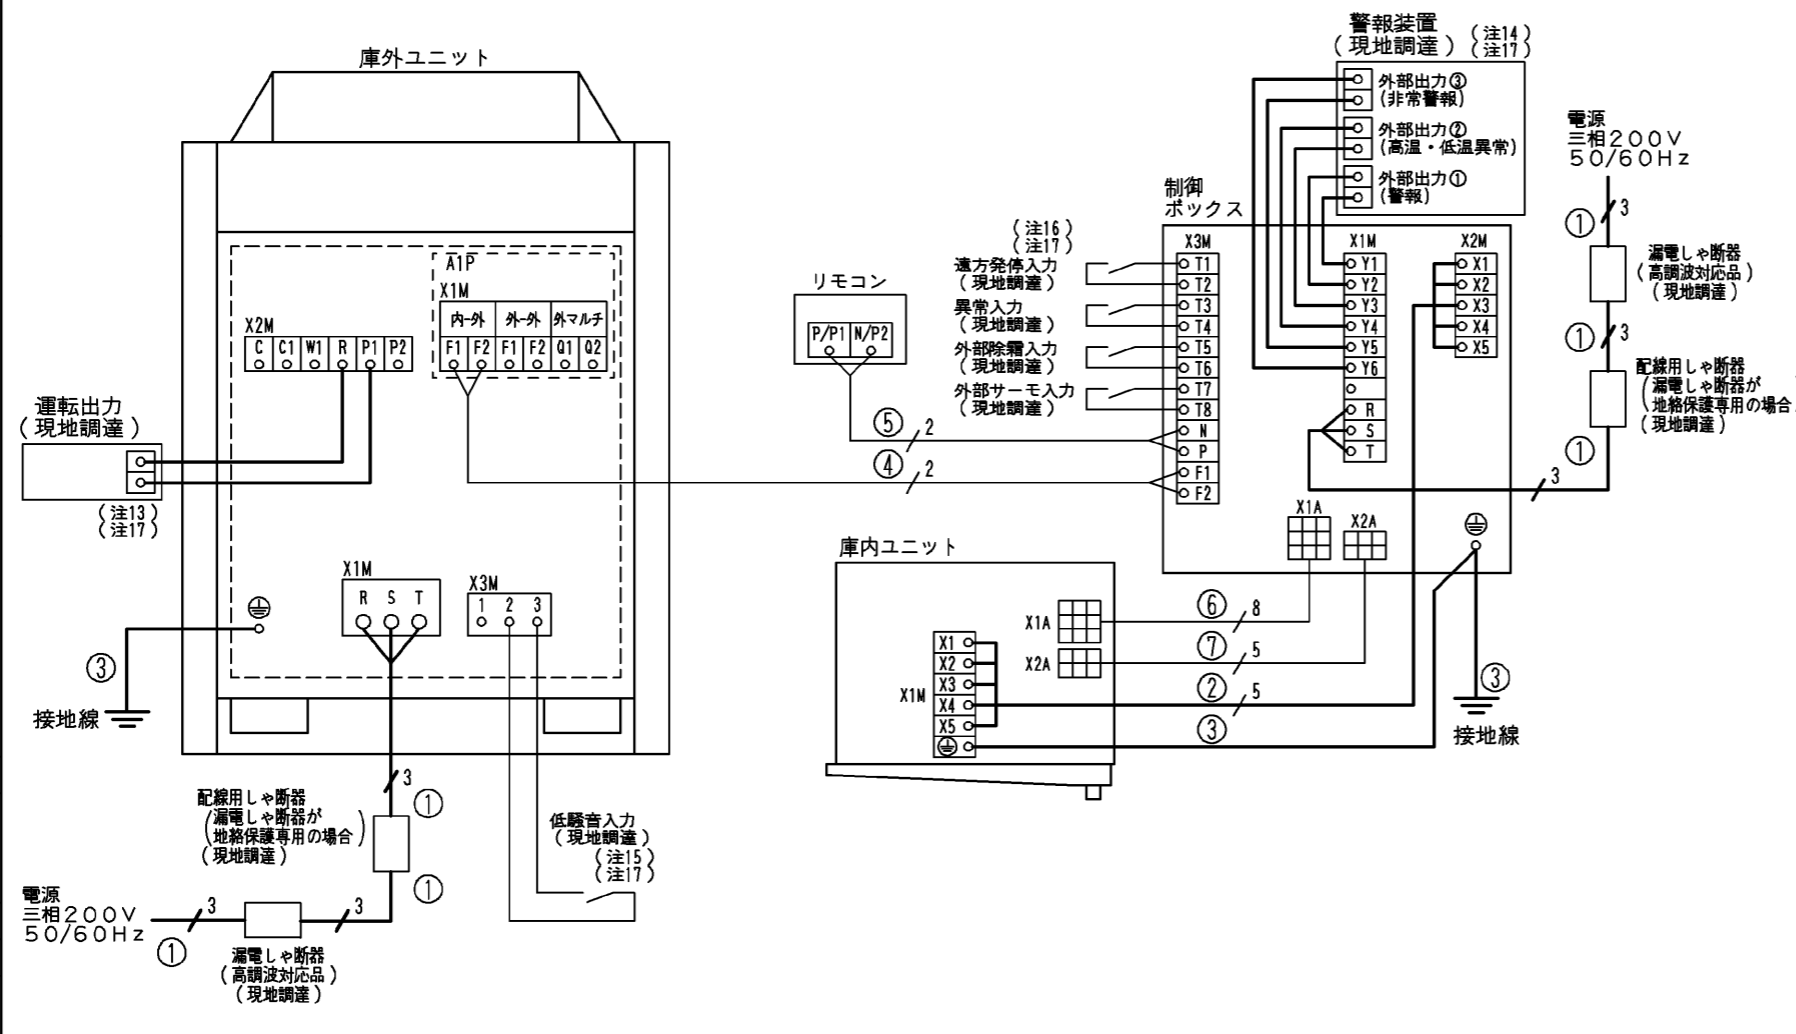 庫外ユニット
A1P
X1M
内-外 外-外 外マルチ
F1 F2 F1 F2 Q1 Q2
X2M
C C1 W1 R P1 P2
運転出力
(現地調達)
(注13)
(注17)
X1M
R S T
X3M
1 2 3
③
接地線
3
①
配線用しゃ断器
(漏電しゃ断器が
地絡保護専用の場合)
(現地調達)
①
電源
三相200V
50/60Hz
3
3
①
漏電しゃ断器
(高調波対応品)
(現地調達)
低騒音入力
(現地調達)
(注15)
(注17)
リモコン
P/P1 N/P2
⑤ 2
④ 2
(注16)
(注17)
遠方発停入力
(現地調達)
異常入力
(現地調達)
外部除霜入力
(現地調達)
外部サーモ入力
(現地調達)
制御
ボックス
X3M
T1
T2
T3
T4
T5
T6
T7
T8
N
P
F1
F2
X1M
Y1
Y2
Y3
Y4
Y5
Y6
R
S
T
X2M
X1
X2
X3
X4
X5
X1A
X2A
警報装置
(現地調達)
(注14)
(注17)
外部出力③
(非常警報)
外部出力②
(高温・低温異常)
外部出力①
(警報)
電源
三相200V
50/60Hz
① 3
漏電しゃ断器
(高調波対応品)
(現地調達)
① 3
配線用しゃ断器
(漏電しゃ断器が
地絡保護専用の場合)
(現地調達)
①
3
庫内ユニット
X1A
X2A
X1M
X1
X2
X3
X4
X5
⑥ 8
⑦ 5
② 5
③
③
接地線